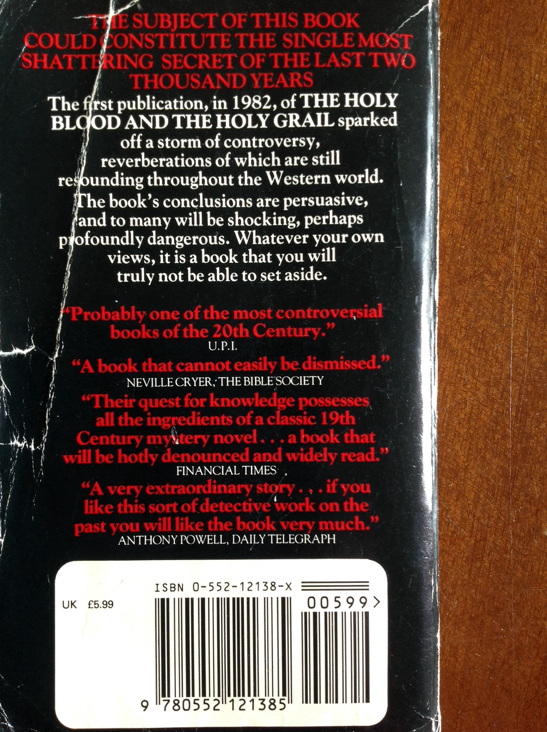 THE SUBJECT OF THIS BOOK
COULD CONSTITUTE THE SINGLE MOST
SHATTERING SECRET OF THE LAST TWO
THOUSAND YEARS
The first publication, in 1982, of THE HOLY
BLOOD AND THE HOLY GRAIL sparked
off a storm of controversy,
reverberations of which are still
resounding throughout the Western world.
The book's conclusions are persuasive,
and to many will be shocking, perhaps
profoundly dangerous. Whatever your own
views, it is a book that you will
truly not be able to set aside.
"Probably one of the most controversial
books of the 20th Century."
U.P.I.
"A book that cannot easily be dismissed."
NEVILLE CRYER, THE BIBLE SOCIETY
"Their quest for knowledge possesses
all the ingredients of a classic 19th
Century mystery novel . . . a book that
will be hotly denounced and widely read."
FINANCIAL TIMES
"A very extraordinary story . . . if you
like this sort of detective work on the
past you will like the book very much."
ANTHONY POWELL, DAILY TELEGRAPH
ISBN 0-552-12138-X
UK £5.99
00599>
9 780552 121385